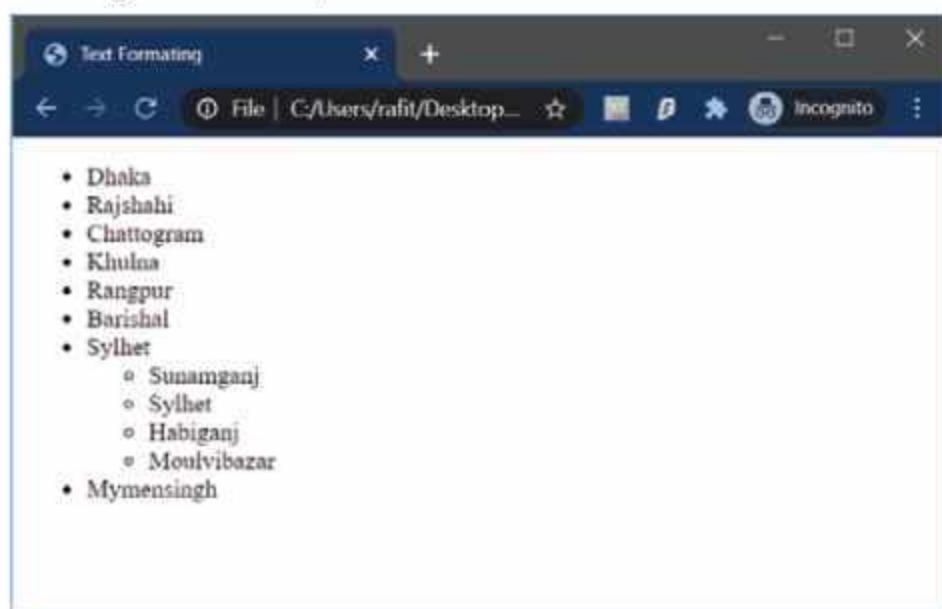 Text Formating
File | C:/Users/rafit/Desktop... Incognito
Dhaka
Rajshahi
Chattogram
Khulna
Rangpur
Barishal
Sylhet
Sunamganj
Sylhet
Habiganj
Moulvibazar
Mymensingh